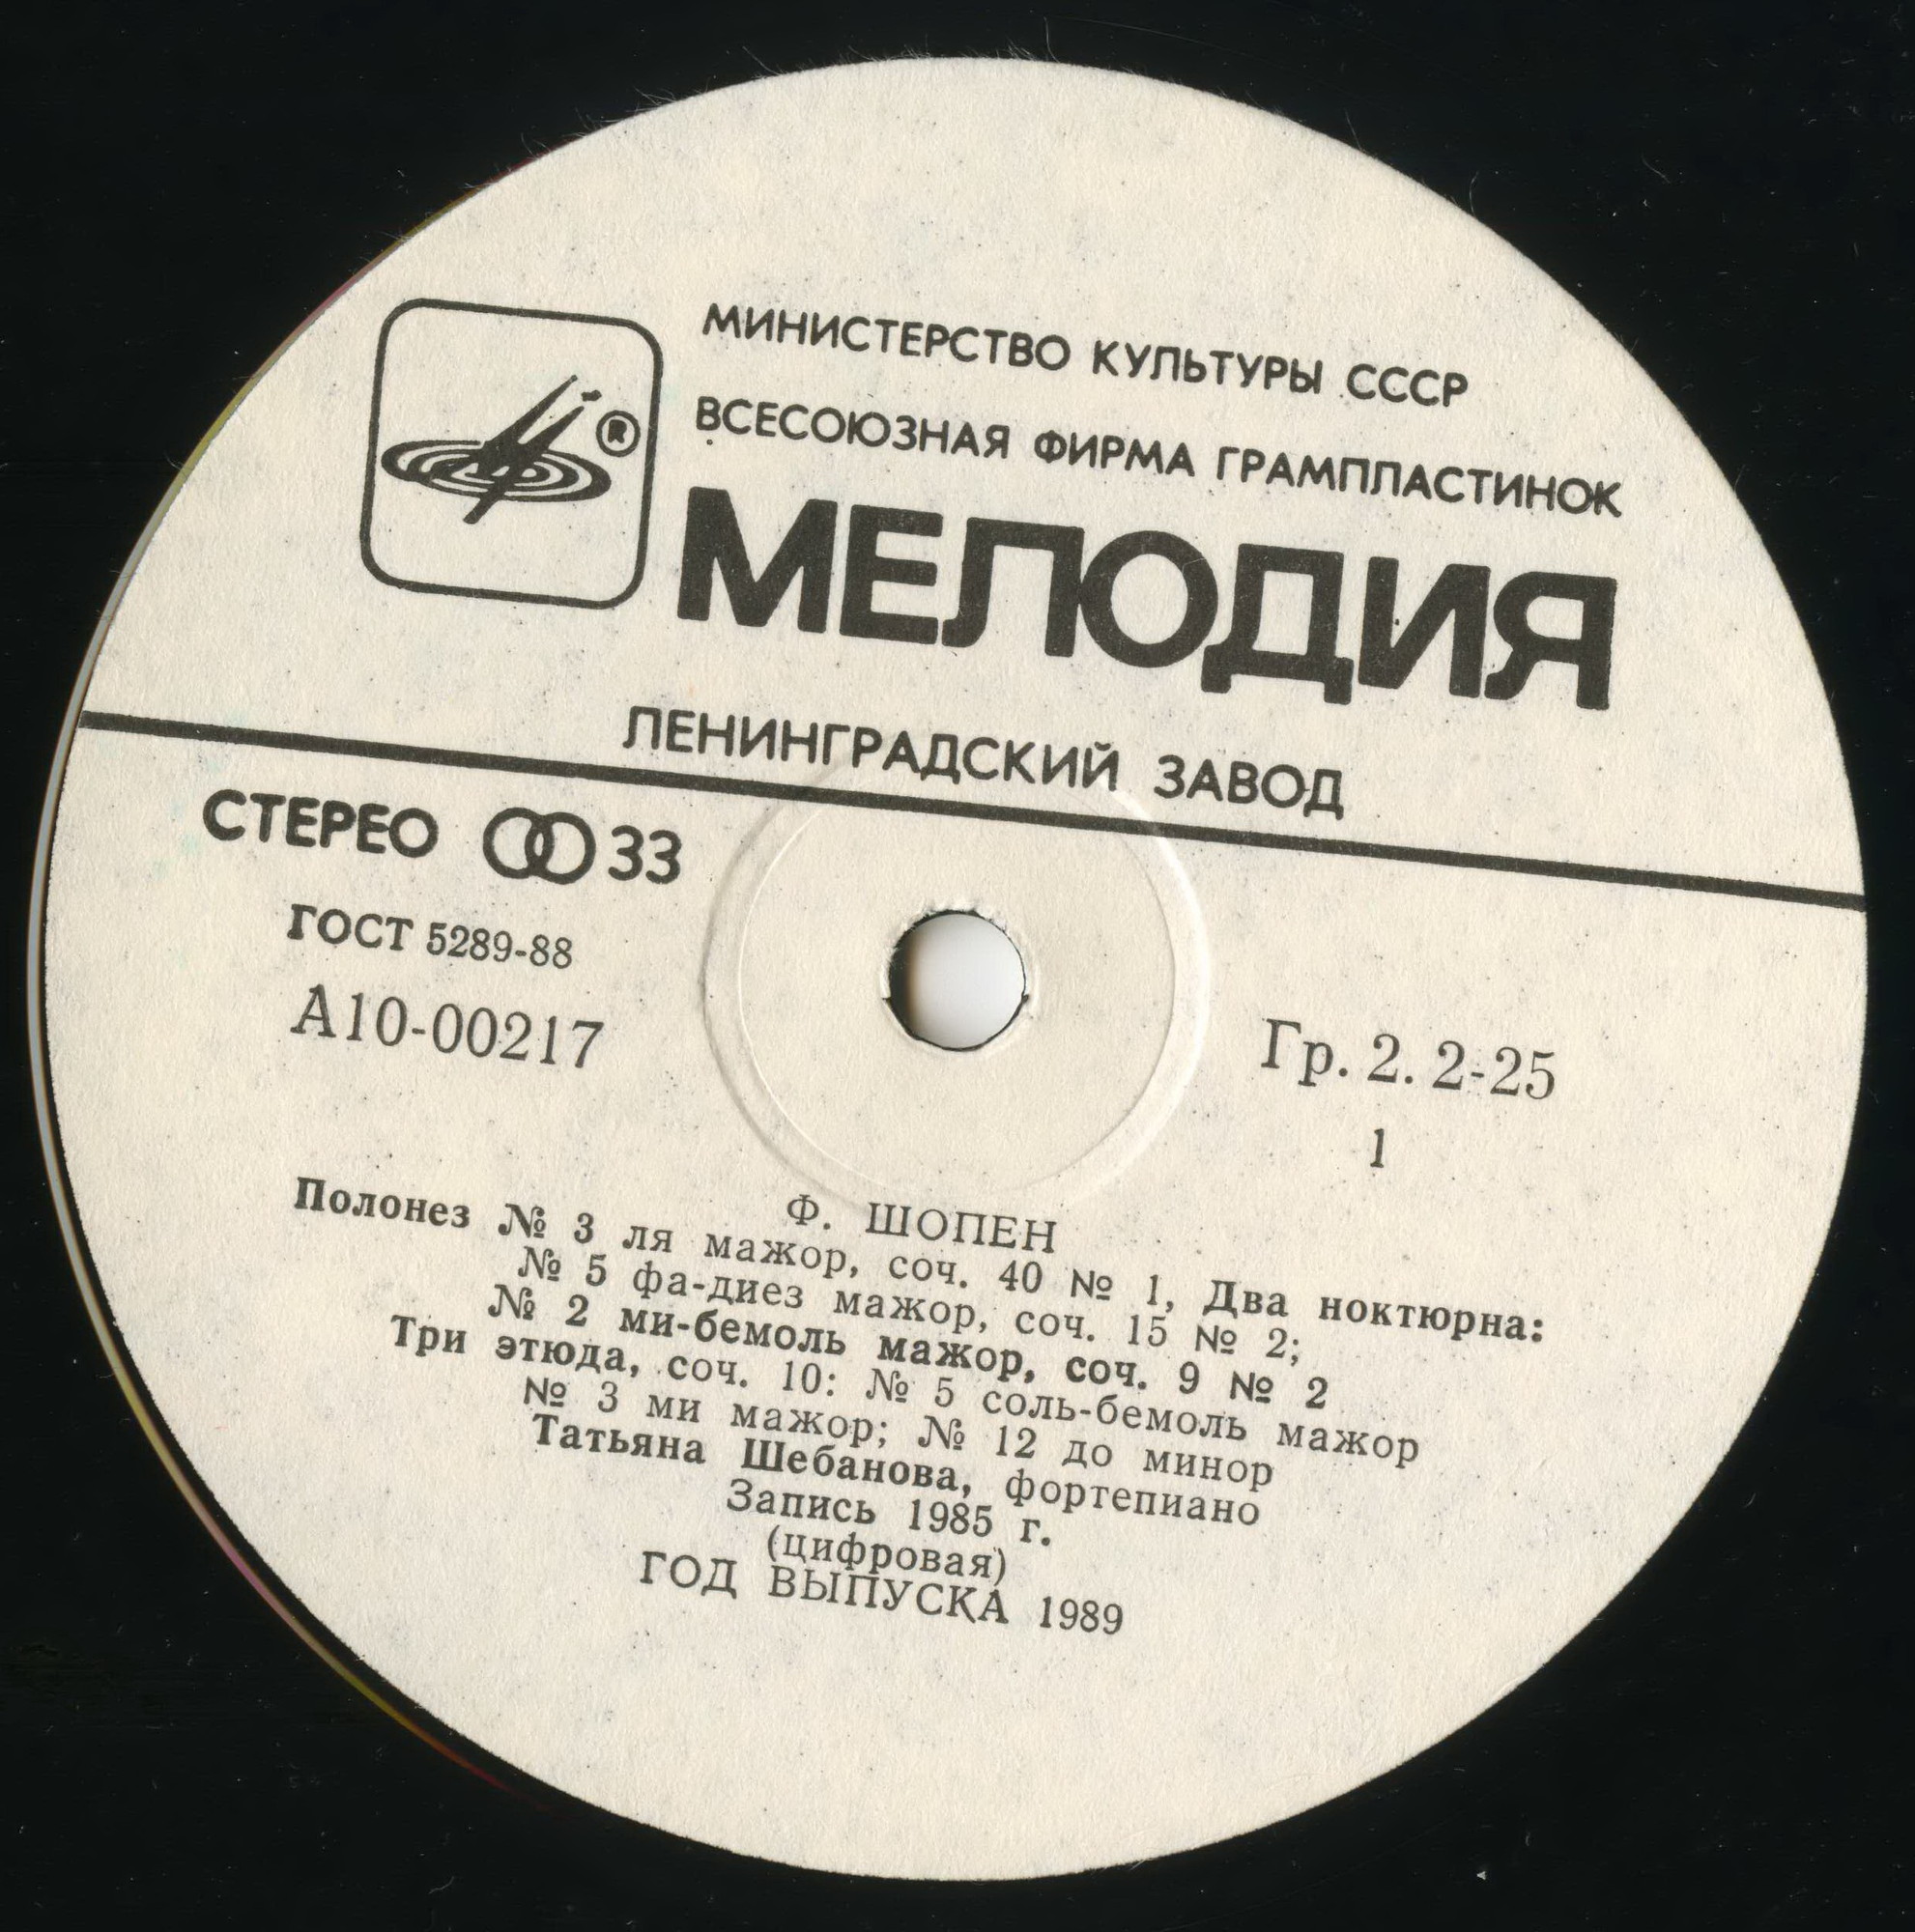 ®
МИНИСТЕРСТВО КУЛЬТУРЫ СССР
ВСЕСОЮЗНАЯ ФИРМА ГРАМПЛАСТИНОК
МЕЛОДИЯ
ЛЕНИНГРАДСКИЙ ЗАВОД
СТЕРЕО 33
ГОСТ 5289-88
А10-00217
Гр. 2. 2-25
1
Ф. ШОПЕН
Полонез № 3 ля мажор, соч. 40 № 1, Два ноктюрна:
№ 5 фа-диез мажор, соч. 15 № 2;
№ 2 ми-бемоль мажор, соч. 9 № 2
Три этюда, соч. 10: № 5 соль-бемоль мажор
№ 3 ми мажор; № 12 до минор
Татьяна Шебанова, фортепиано
Запись 1985 г.
(цифровая)
ГОД ВЫПУСКА 1989